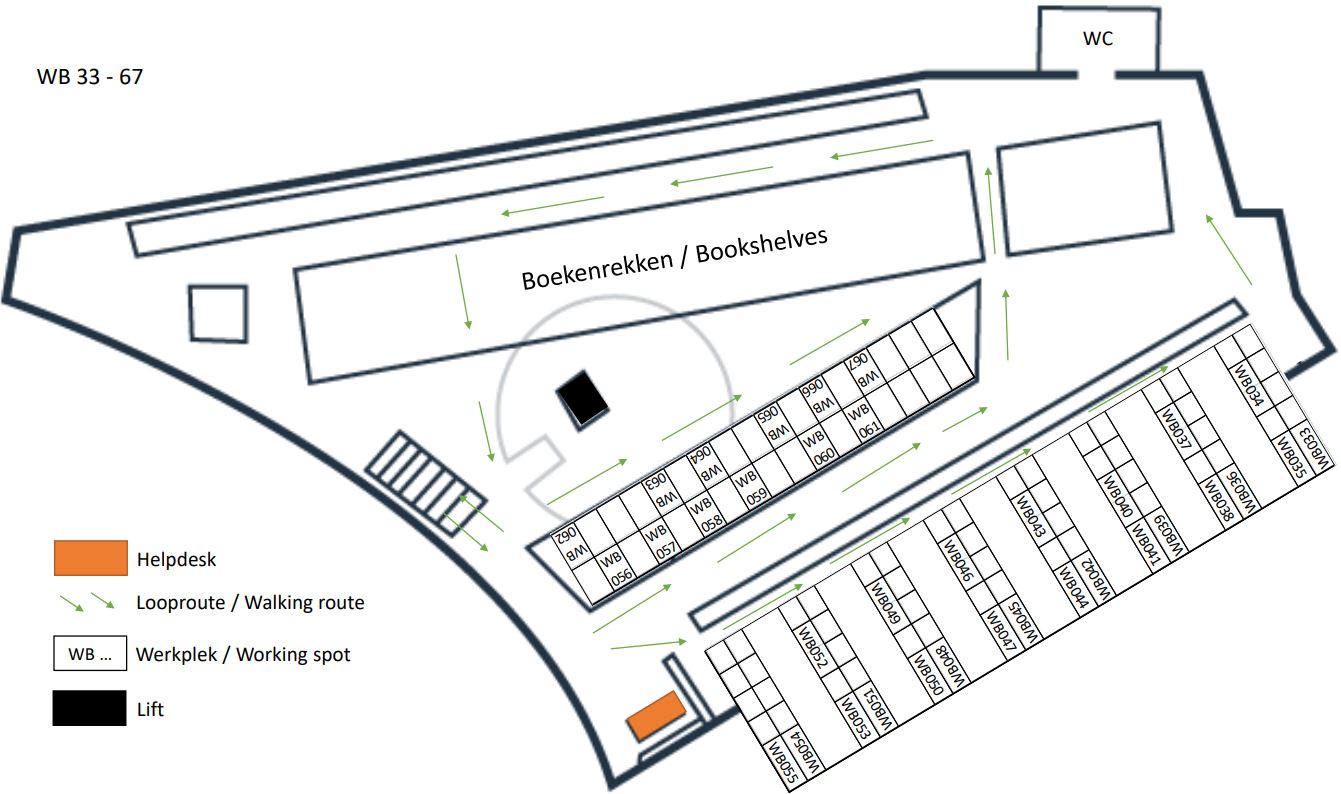 WC
WB 33 - 67
Boekenrekken / Bookshelves
WB 067
WB 066
WB 065
WB 064
WB 063
WB 062
WB 091
WB 090
WB 059
WB 058
WB 057
WB 056
WB034
WB033
WB035
WB037
WB036
WB038
WB040
WB039
WB041
WB043
WB042
WB044
WB046
WB045
WB047
WB049
WB048
WB050
WB052
WB051
WB053
WB054
WB055
Helpdesk
Looproute / Walking route
WB ...
Werkplek / Working spot
Lift